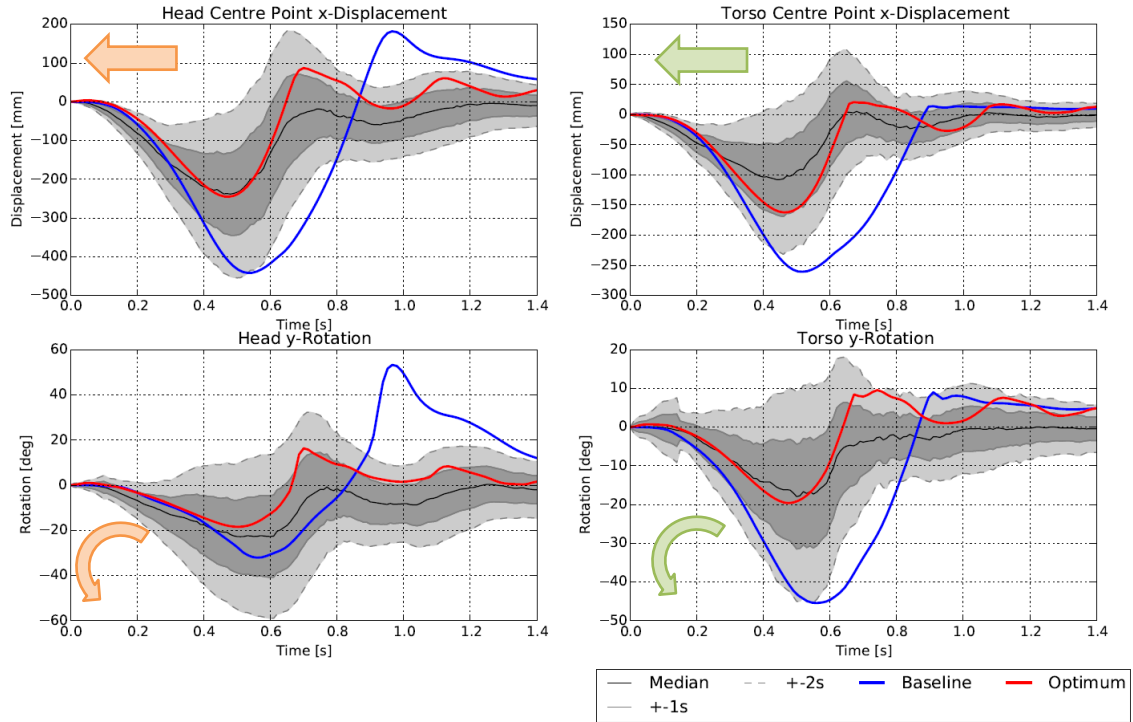 Head Centre Point x-Displacement
200
100
0
−100
−200
−300
−400
−500
Displacement [mm]
0.0 0.2 0.4 0.6 0.8 1.0 1.2 1.4
Time [s]
Torso Centre Point x-Displacement
150
100
50
0
−50
−100
−150
−200
−250
−300
Displacement [mm]
0.0 0.2 0.4 0.6 0.8 1.0 1.2 1.4
Time [s]
Head y-Rotation
60
40
20
0
−20
−40
−60
Rotation [deg]
0.0 0.2 0.4 0.6 0.8 1.0 1.2 1.4
Time [s]
Torso y-Rotation
20
10
0
−10
−20
−30
−40
−50
Rotation [deg]
0.0 0.2 0.4 0.6 0.8 1.0 1.2 1.4
Time [s]
Median +-2s Baseline Optimum
+-1s